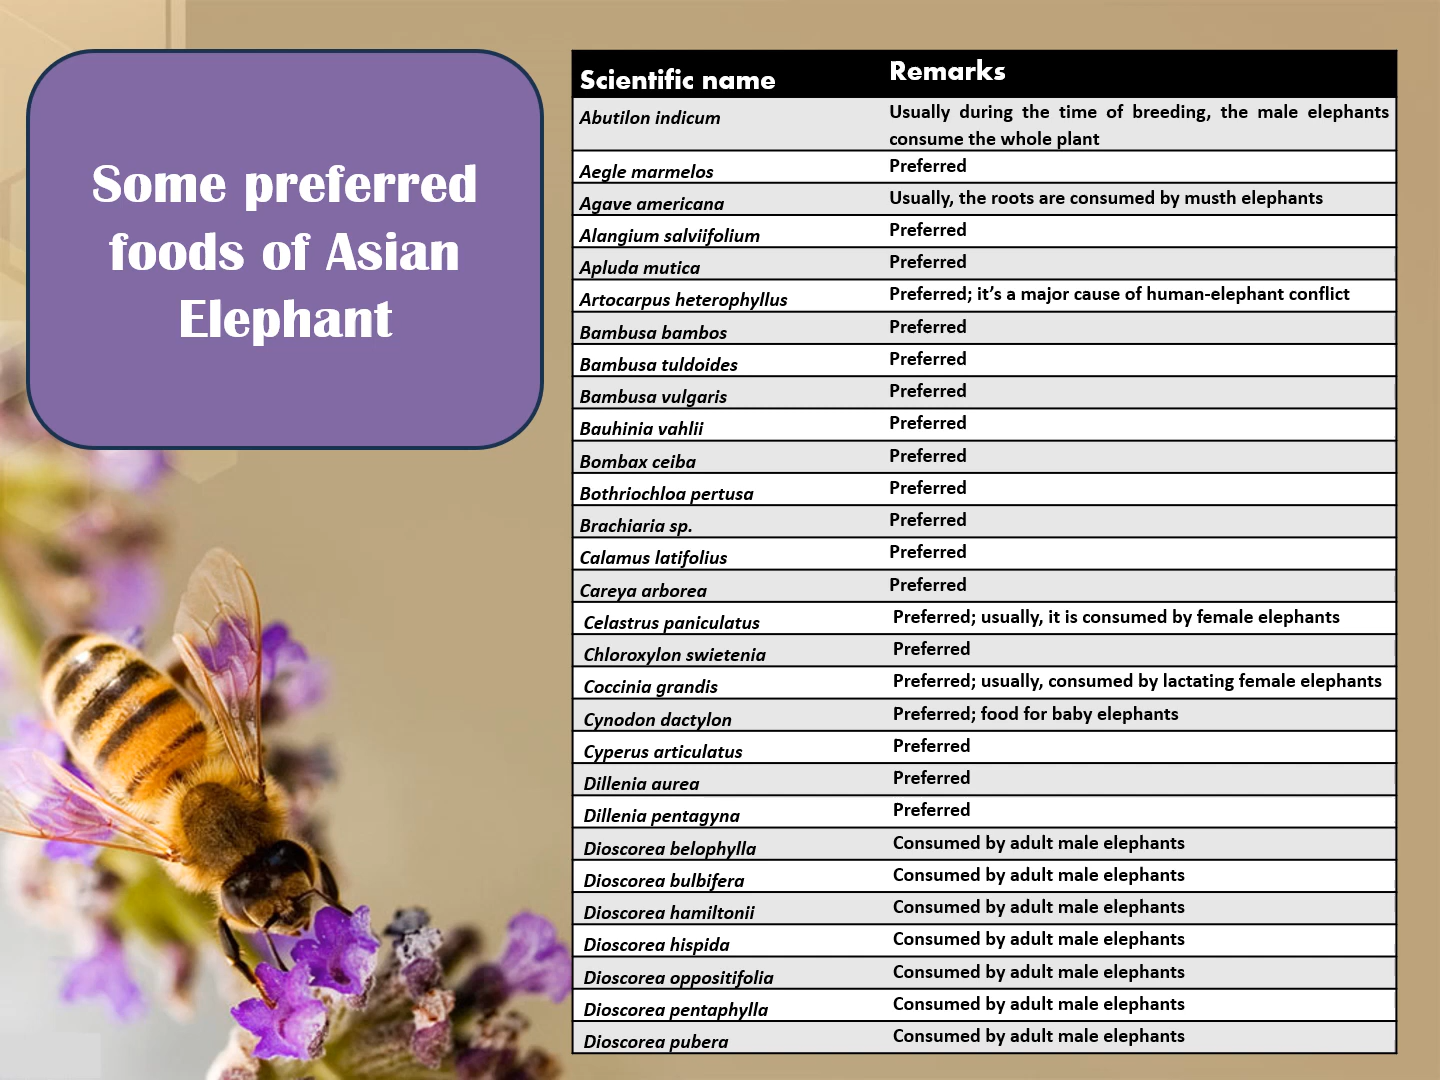 Some preferred
foods of Asian
Elephant
Scientific name Remarks
Abutilon indicum Usually during the time of breeding, the male elephants
consume the whole plant
Aegle marmelos Preferred
Agave americana Usually, the roots are consumed by musth elephants
Alangium salviifolium Preferred
Apluda mutica Preferred
Artocarpus heterophyllus Preferred; it’s a major cause of human-elephant conflict
Bambusa bambos Preferred
Bambusa tuldoides Preferred
Bambusa vulgaris Preferred
Bauhinia vahlii Preferred
Bombax ceiba Preferred
Bothriochloa pertusa Preferred
Brachiaria sp. Preferred
Calamus latifolius Preferred
Careya arborea Preferred
Celastrus paniculatus Preferred; usually, it is consumed by female elephants
Chloroxylon swietenia Preferred
Coccinia grandis Preferred; usually, consumed by lactating female elephants
Cynodon dactylon Preferred; food for baby elephants
Cyperus articulatus Preferred
Dillenia aurea Preferred
Dillenia pentagyna Preferred
Dioscorea belophylla Consumed by adult male elephants
Dioscorea bulbifera Consumed by adult male elephants
Dioscorea hamiltonii Consumed by adult male elephants
Dioscorea hispida Consumed by adult male elephants
Dioscorea oppositifolia Consumed by adult male elephants
Dioscorea pentaphylla Consumed by adult male elephants
Dioscorea pubera Consumed by adult male elephants